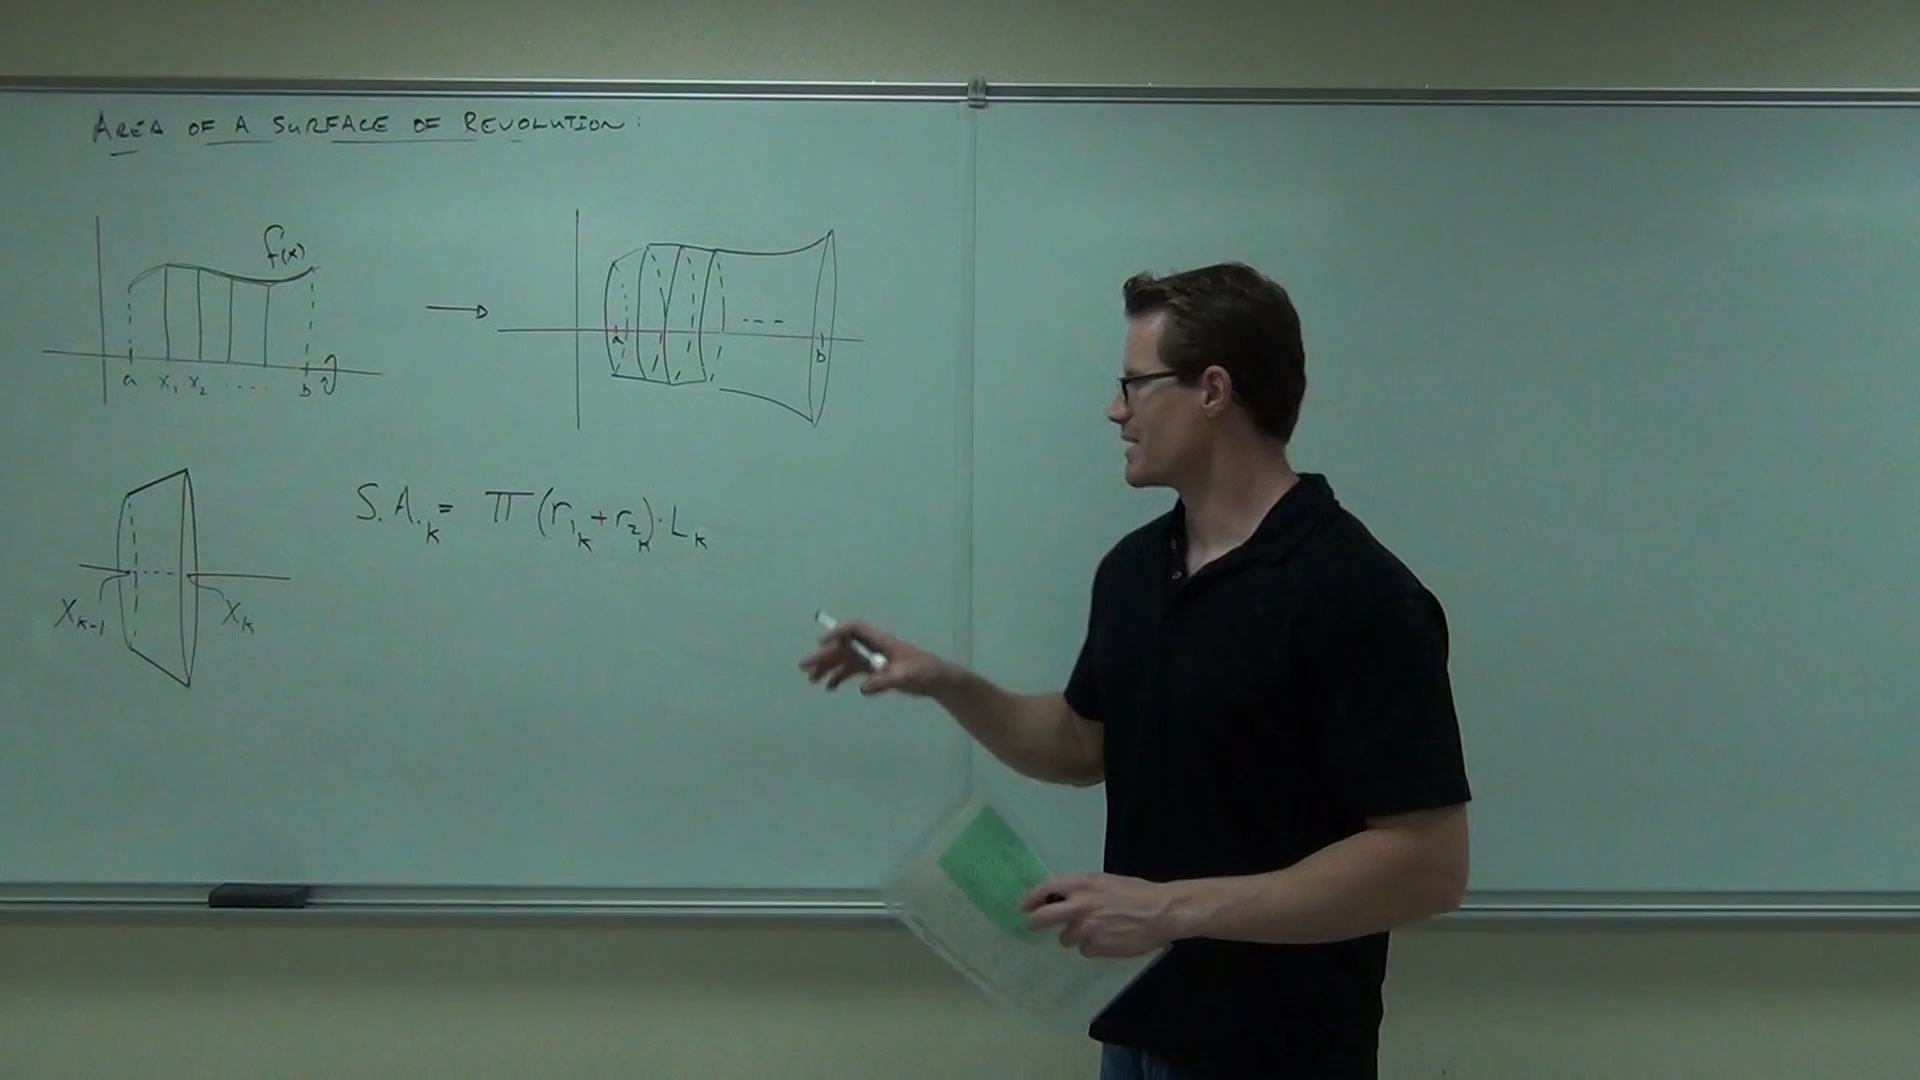 AREA OF A SURFACE OF REVOLUTION:
f(x)
a x₁ x₂ .... b
a --- b
S.A.ₖ = π(r₁ₖ + r₂ₖ)·Lₖ
Xₖ₋₁ Xₖ